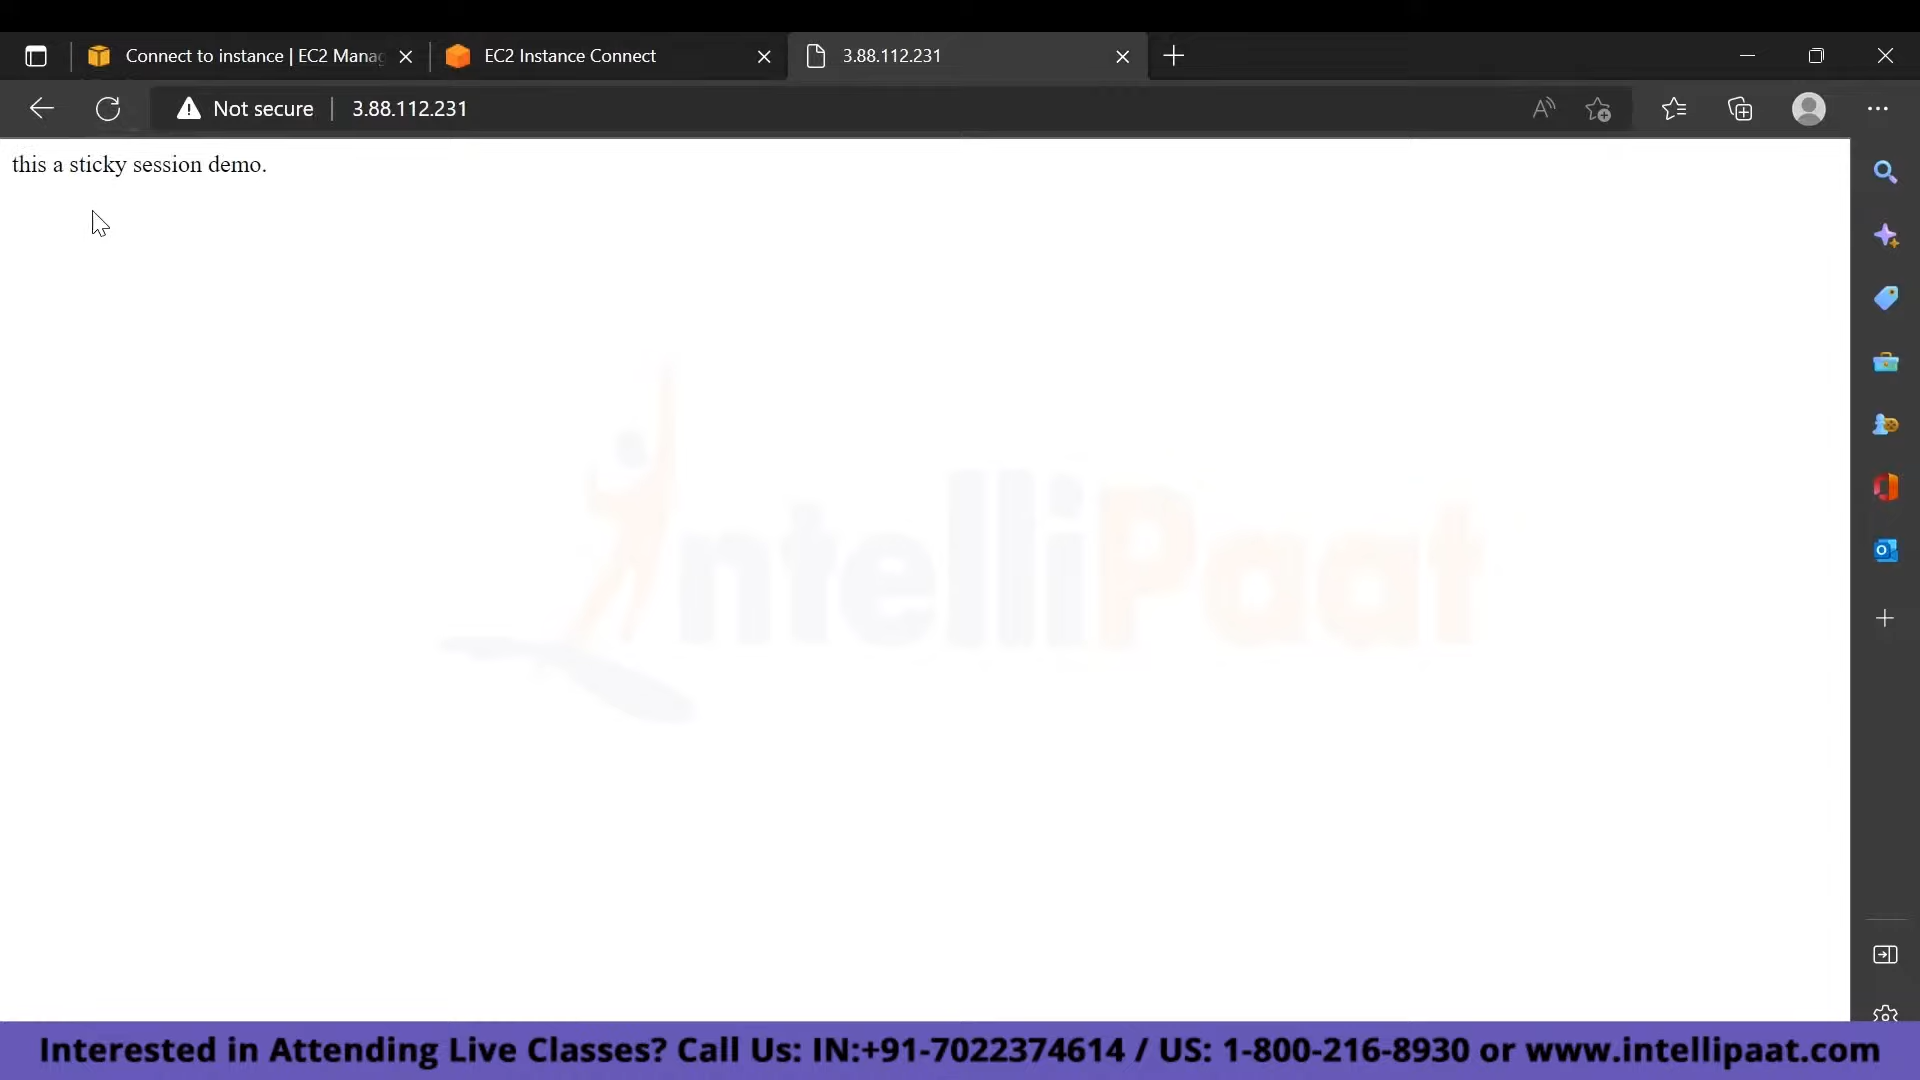 Connect to instance | EC2 Manag
EC2 Instance Connect
3.88.112.231
Not secure
3.88.112.231
this a sticky session demo.
ntelliPaat
Interested in Attending Live Classes? Call Us: IN:+91-7022374614 / US: 1-800-216-8930 or www.intellipaat.com